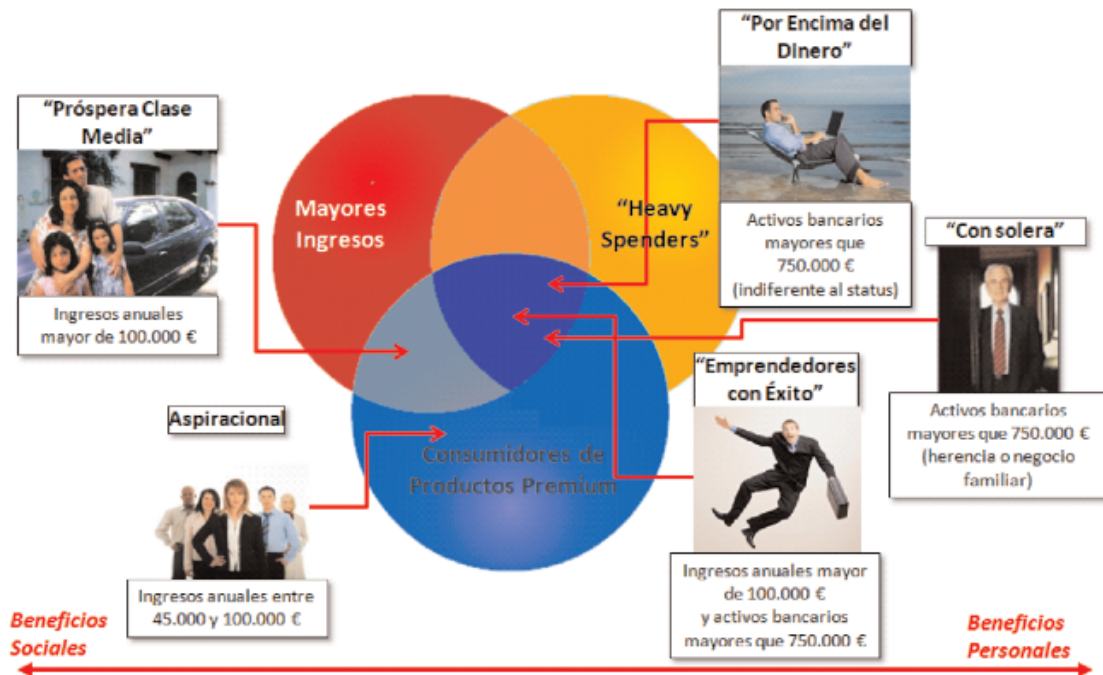 “Por Encima del
DInero”
“Próspera Clase
Media”
Mayores
Ingresos
“Heavy
Spenders”
Activos bancarios
mayores que
750.000 €
(indiferente al status)
“Con solera”
Ingresos anuales
mayor de 100.000 €
“Emprendedores
con Éxito”
Aspiracional
Activos bancarios
mayores que 750.000 €
(herencia o negocio
familiar)
Consumidores de
Productos Premium
Ingresos anuales entre
45.000 y 100.000 €
Ingresos anuales mayor
de 100.000 €
y activos bancarios
mayores que 750.000 €
Beneficios
Sociales
Beneficios
Personales